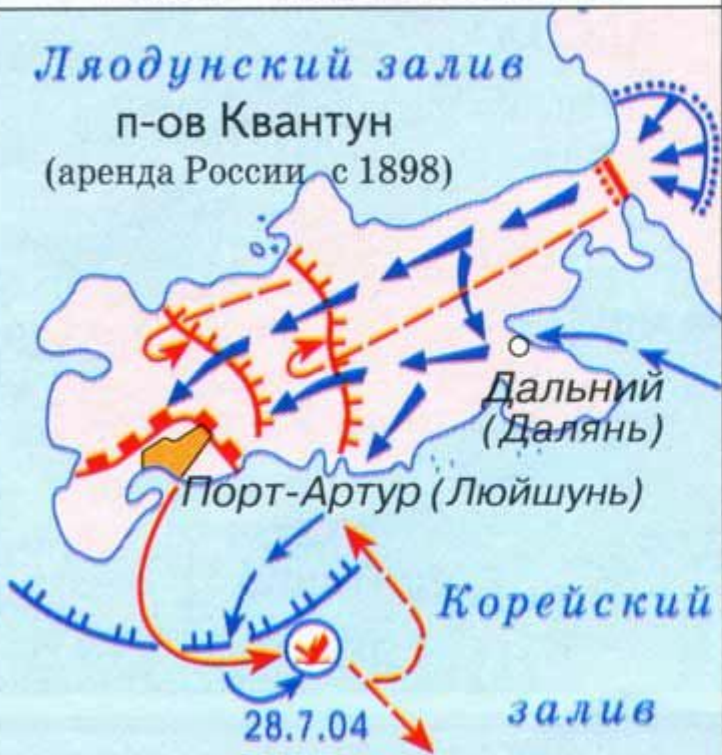 Ляодунский залив
п-ов Квантун
(аренда России с 1898)
Дальний
(Далянь)
Порт-Артур (Люйшунь)
Корейский
залив
28.7.04